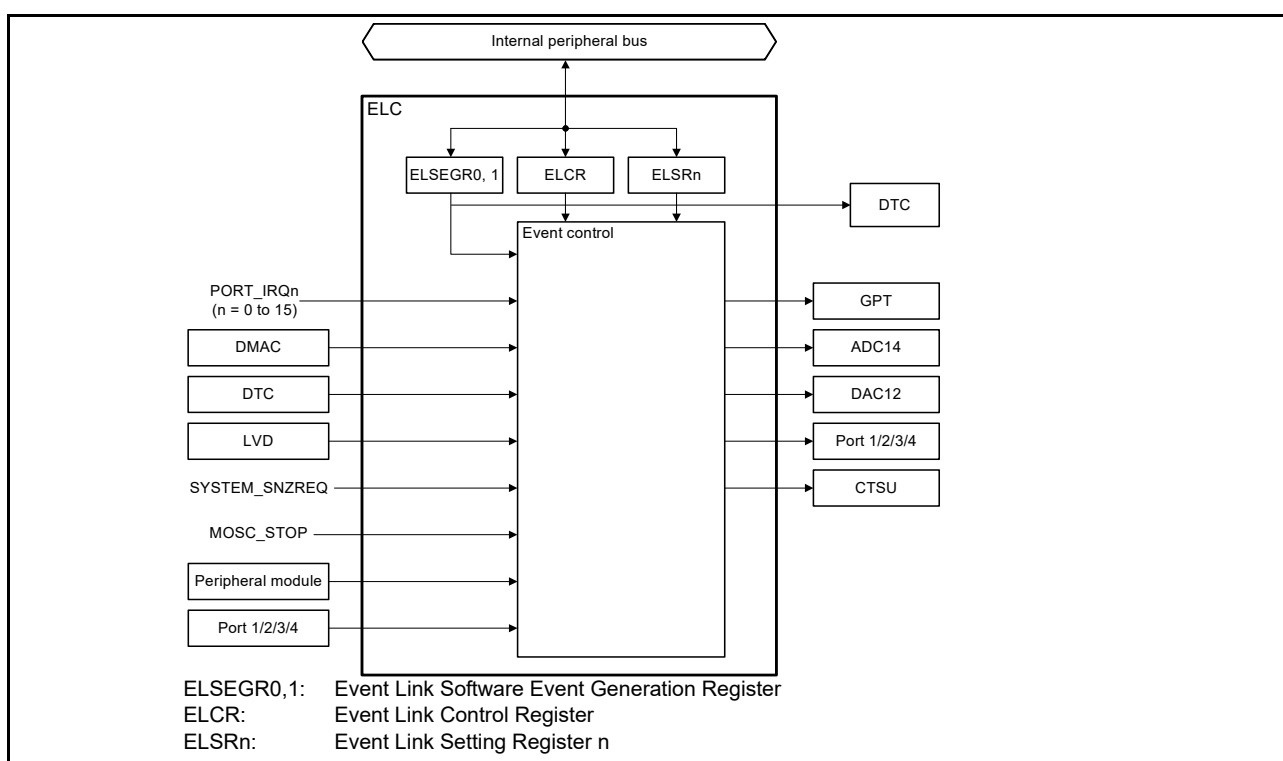 Internal peripheral bus
ELC
ELSEGR0, 1
ELCR
ELSRn
DTC
Event control
PORT_IRQn
(n = 0 to 15)
GPT
DMAC
ADC14
DTC
DAC12
LVD
Port 1/2/3/4
SYSTEM_SNZREQ
CTSU
MOSC_STOP
Peripheral module
Port 1/2/3/4
ELSEGR0,1: Event Link Software Event Generation Register
ELCR: Event Link Control Register
ELSRn: Event Link Setting Register n